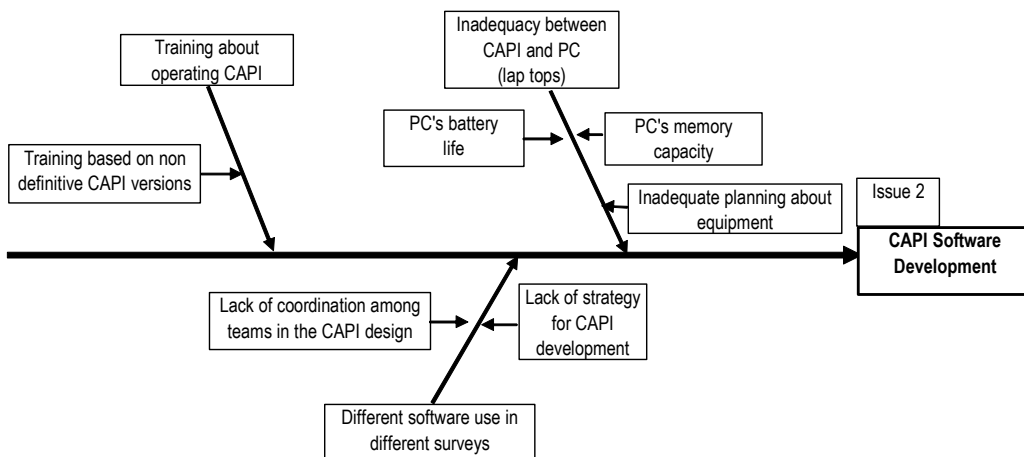 Training about
operating CAPI
Inadequacy between
CAPI and PC
(lap tops)
PC's battery
life
PC's memory
capacity
Training based on non
definitive CAPI versions
Inadequate planning about
equipment
Issue 2
CAPI Software
Development
Lack of coordination among
teams in the CAPI design
Lack of strategy
for CAPI
development
Different software use in
different surveys